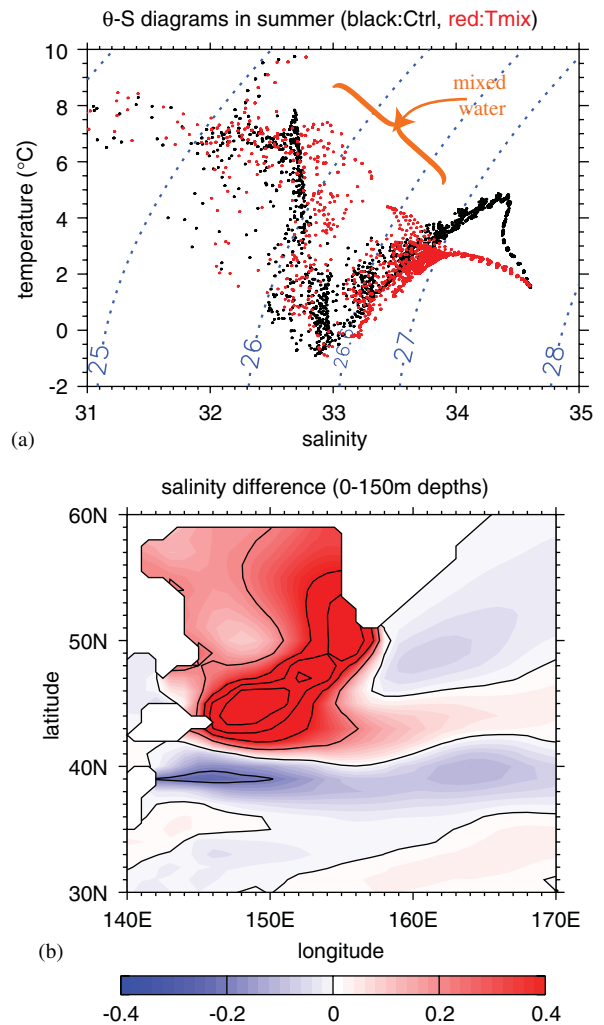 θ-S diagrams in summer (black:Ctrl, red:Tmix)
10
8
6
4
2
0
-2
temperature (°C)
mixed
water
25
26
26.5
27
28
31 32 33 34 35
(a)
salinity
salinity difference (0-150m depths)
60N
50N
40N
30N
latitude
140E 150E 160E 170E
(b)
longitude
-0.4 -0.2 0 0.2 0.4